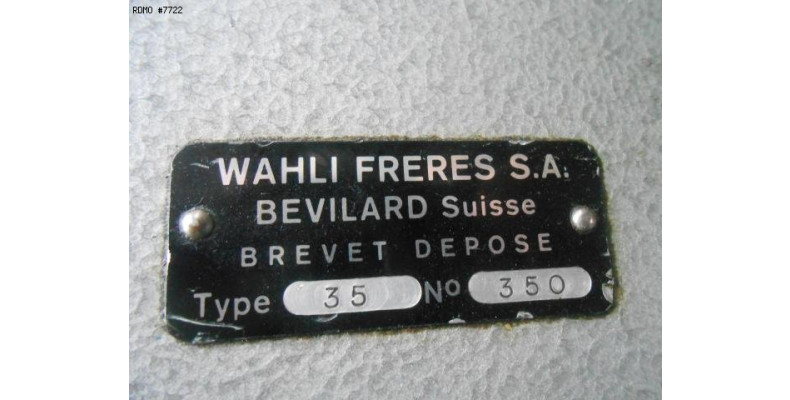 RDMO #7722
WAHLI FRERES S.A.
BEVILARD Suisse
BREVET DEPOSE
Type 35 No 350